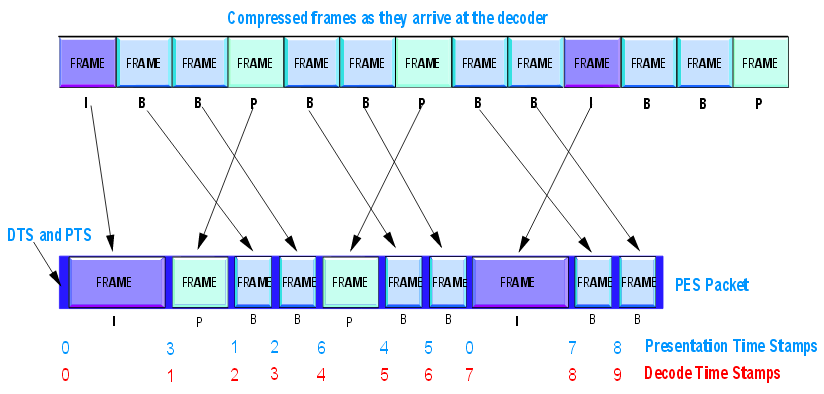 Compressed frames as they arrive at the decoder
FRAME FRAME FRAME FRAME FRAME FRAME FRAME FRAME FRAME FRAME FRAME FRAME FRAME
I B B P B B P B B I B B P
DTS and PTS
FRAME FRAME FRAME FRAME FRAME FRAME FRAME FRAME FRAME FRAME
PES Packet
I P B B P B B I B B
0 3 1 2 6 4 5 0 7 8 Presentation Time Stamps
0 1 2 3 4 5 6 7 8 9 Decode Time Stamps